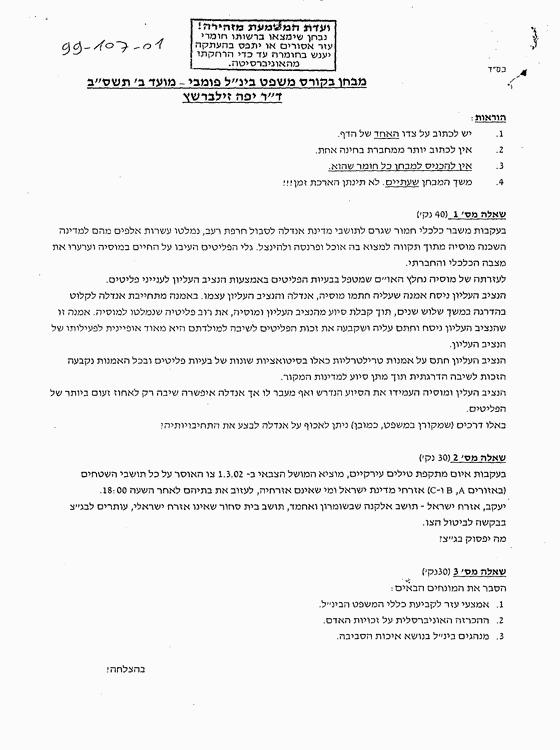 ועדת המשמעת מזהירה!
נבחן שימצאו ברשותו חומרי
עזר אסורים או יתפס בהעתקה
יענש בחומרה עד כדי הרחקתו
מהאוניברסיטה.
99-107-01
בס״ד
מבחן בקורס משפט בינ״ל פומבי - מועד ב׳ תשס״ב
ד״ר יפה זילברשץ
הוראות:
1. יש לכתוב על צדו האחד של הדף.
2. אין לכתוב יותר ממחברת בחינה אחת.
3. אין להכניס למבחן כל חומר שהוא.
4. משך המבחן שעתיים. לא תינתן הארכת זמן!!!
שאלה מס׳ 1 (40 נק׳)
בעקבות משבר כלכלי חמור שגרם לתושבי מדינת אנדלה לסבול חרפת רעב, נמלטו עשרות אלפים מהם למדינה
השכנה מוסיה מתוך תקווה למצוא בה אוכל ופרנסה ולהינצל. גלי הפליטים העיבו על החיים במוסיה וערערו את
מצבה הכלכלי והחברתי.
לעזרתה של מוסיה נחלץ האו״ם שמטפל בבעיות הפליטים באמצעות הנציב העליון לענייני פליטים.
הנציב העליון ניסח אמנה שעליה חתמו מוסיה, אנדלה והנציב העליון עצמו. באמנה מתחייבת אנדלה לקלוט
בהדרגה במשך שלוש שנים, תוך קבלת סיוע מהנציב העליון ומוסיה, את רוב פליטיה שנמלטו למוסיה. אמנה זו
שהנציב העליון ניסח וחתם עליה ושקבעה את זכות הפליטים לשיבה למולדתם היא מאוד אופיינית לפעילותו של
הנציב העליון.
הנציב העליון חתם על אמנות טרילטרליות כאלו בסיטואציות שונות של בעיות פליטים ובכל האמנות נקבעה
הזכות לשיבה הדרגתית תוך מתן סיוע למדינות המקור.
הנציב העליון ומוסיה העמידו את הסיוע הנדרש ואף מעבר לו אך אנדלה איפשרה שיבה רק לאחוז זעום ביותר של
הפליטים.
באלו דרכים (שמקורן במשפט, כמובן) ניתן לאכוף על אנדלה לבצע את התחיבויותיה?
שאלה מס׳ 2 (30 נק׳)
בעקבות איום מתקפת טילים עירקיים, מוציא המושל הצבאי ב- 1.3.02 צו האוסר על כל תושבי השטחים
(באזורים B ,A ו-C) אזרחי מדינת ישראל ומי שאינם אזרחיה, לעזוב את בתיהם לאחר השעה 18:00.
יעקב, אזרח ישראל - תושב אלקנה שבשומרון ואחמד, תושב בית סחור שאינו אזרח ישראלי, עותרים לבג״צ
בבקשה לביטול הצו.
מה יפסוק בג״צ?
שאלה מס׳ 3 (30נק׳)
הסבר את המונחים הבאים:
1. אמצעי עזר לקביעת כללי המשפט הבינ״ל.
2. ההכרזה האוניברסלית על זכויות האדם.
3. מנהגים בינ״ל בנושא איכות הסביבה.
בהצלחה!